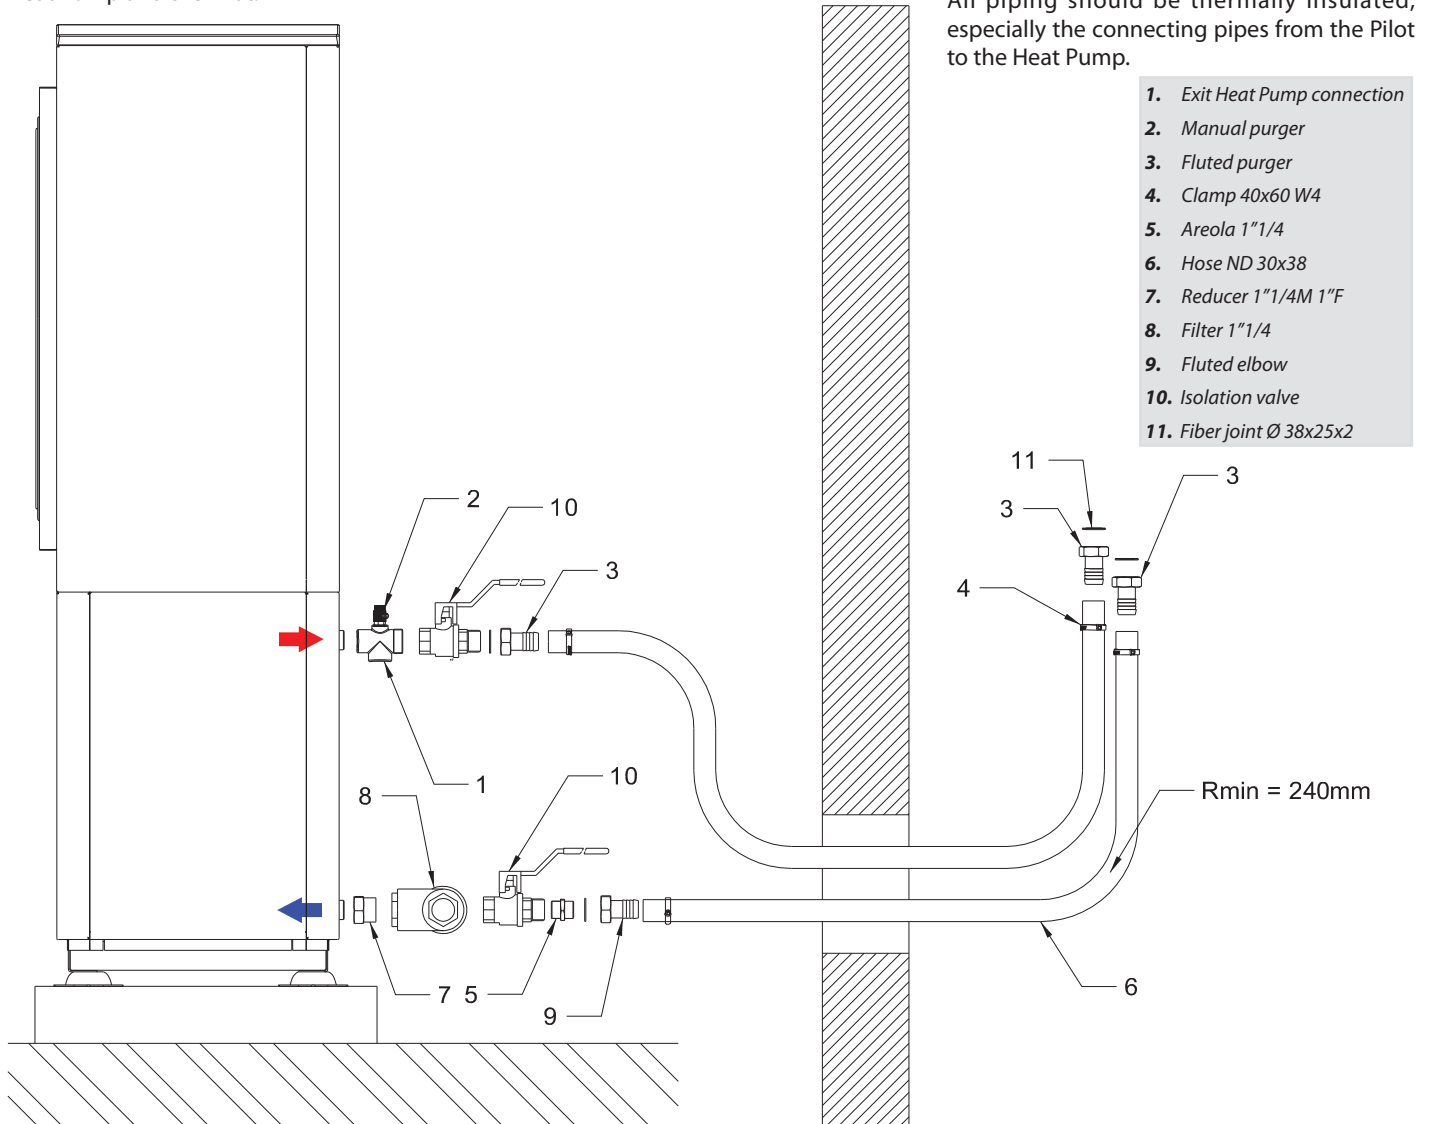 All piping should be thermally insulated,
especially the connecting pipes from the Pilot
to the Heat Pump.
1. Exit Heat Pump connection
2. Manual purger
3. Fluted purger
4. Clamp 40x60 W4
5. Areola 1"1/4
6. Hose ND 30x38
7. Reducer 1"1/4M 1"F
8. Filter 1"1/4
9. Fluted elbow
10. Isolation valve
11. Fiber joint Ø 38x25x2
11
3
3
2
10
3
4
1
10
8
Rmin = 240mm
7 5
9
6